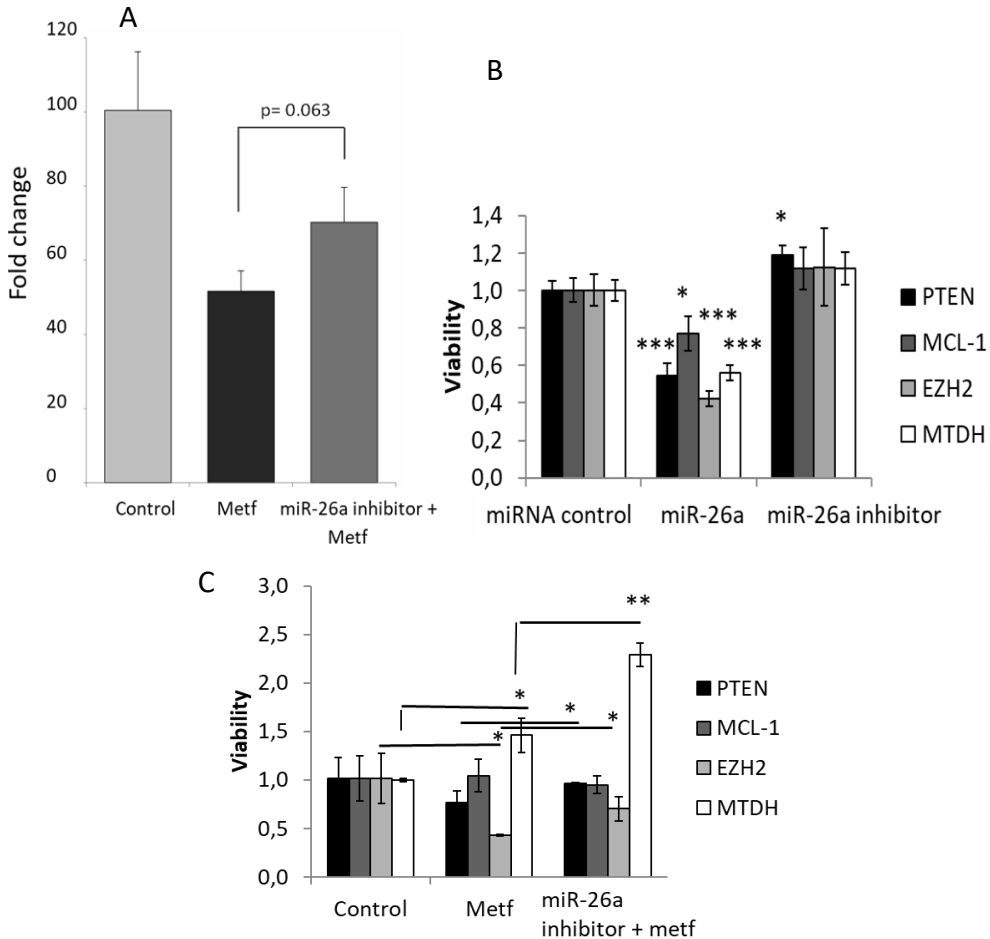 A
120
100
80
60
40
20
0
Fold change
p= 0.063
Control
Metf
miR-26a inhibitor +
Metf
B
1,4
1,2
1,0
0,8
0,6
0,4
0,2
0,0
Viability
*
*
***
***
***
miRNA control
miR-26a
miR-26a inhibitor
PTEN
MCL-1
EZH2
MTDH
C
3,0
2,5
2,0
1,5
1,0
0,5
0,0
Viability
**
*
*
*
*
Control
Metf
miR-26a
inhibitor + metf
PTEN
MCL-1
EZH2
MTDH